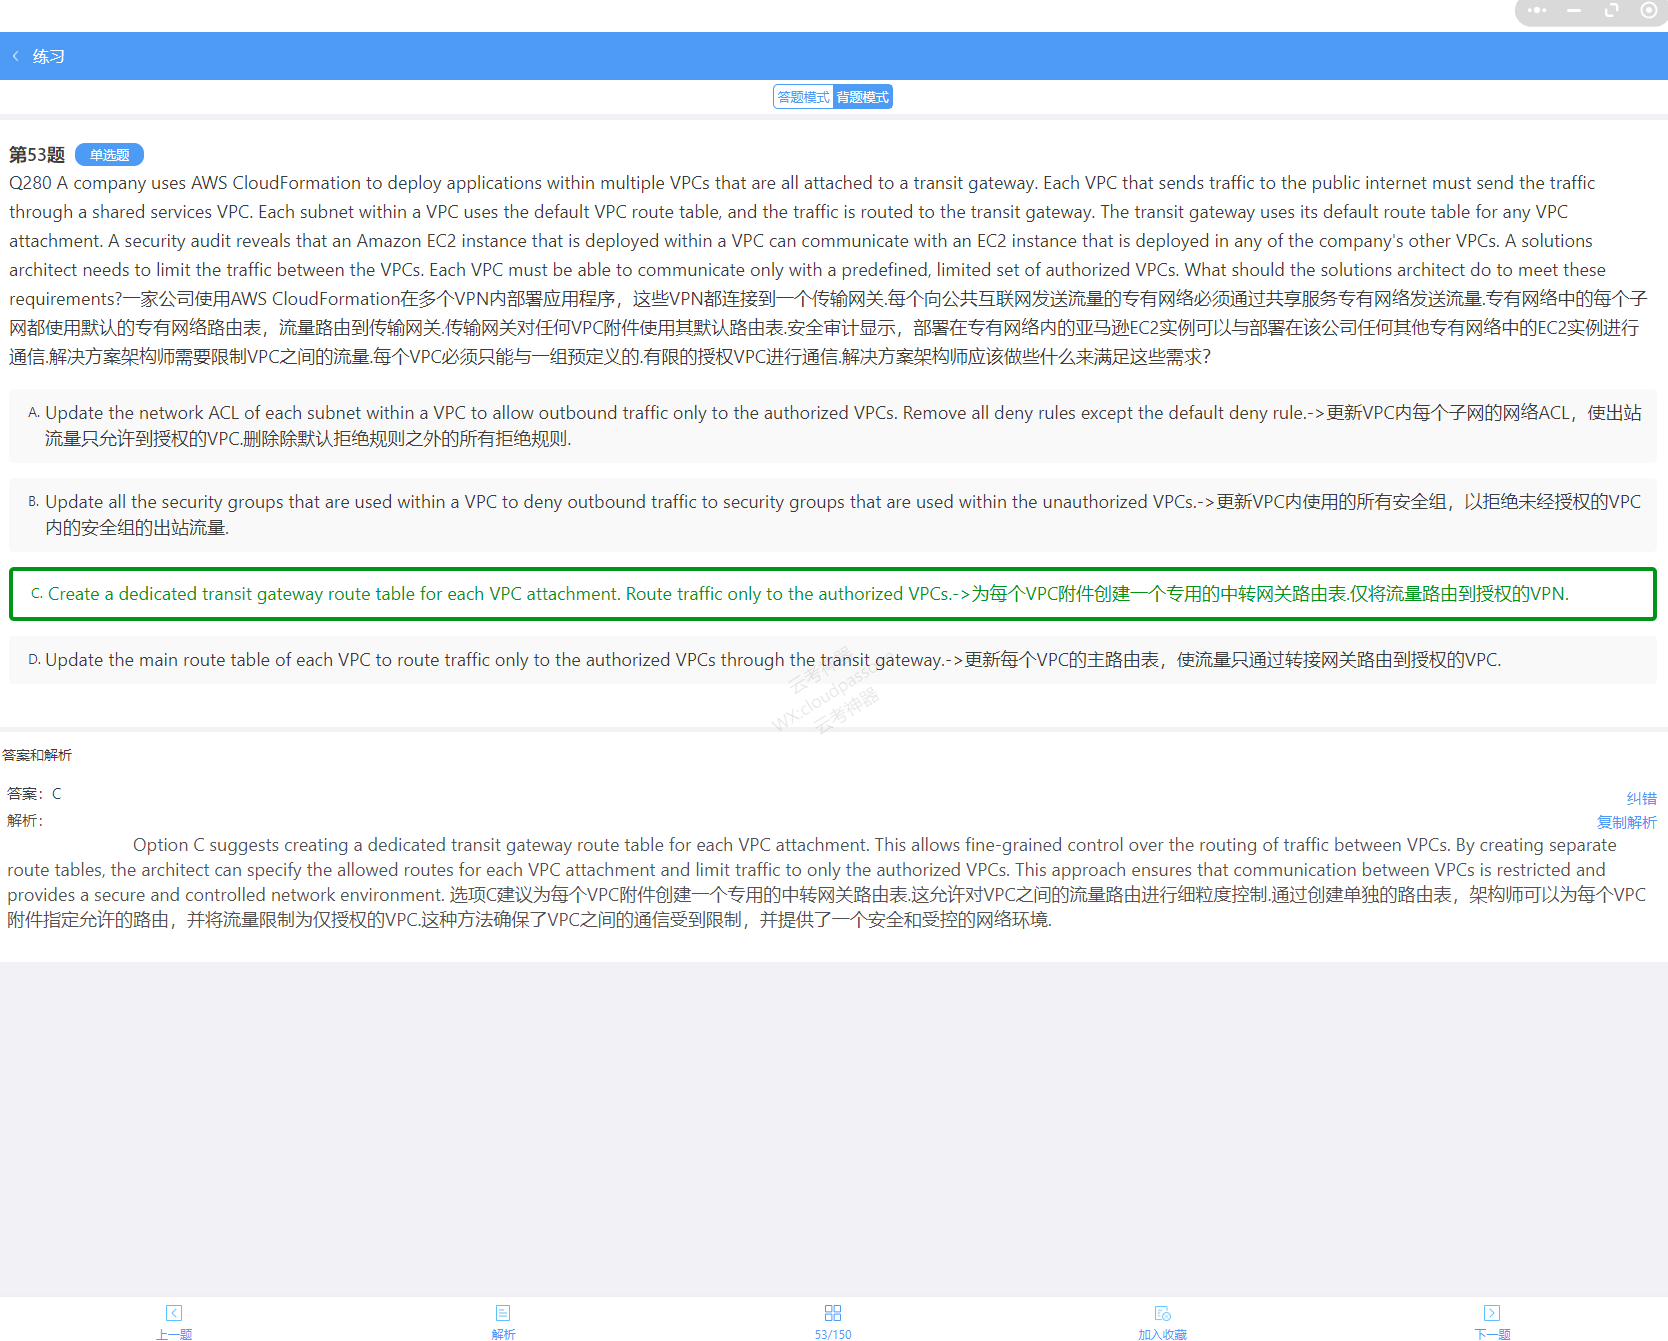 练习
答题模式 背题模式
第53题 单选题
Q280 A company uses AWS CloudFormation to deploy applications within multiple VPCs that are all attached to a transit gateway. Each VPC that sends traffic to the public internet must send the traffic
through a shared services VPC. Each subnet within a VPC uses the default VPC route table, and the traffic is routed to the transit gateway. The transit gateway uses its default route table for any VPC
attachment. A security audit reveals that an Amazon EC2 instance that is deployed within a VPC can communicate with an EC2 instance that is deployed in any of the company's other VPCs. A solutions
architect needs to limit the traffic between the VPCs. Each VPC must be able to communicate only with a predefined, limited set of authorized VPCs. What should the solutions architect do to meet these
requirements?一家公司使用AWS CloudFormation在多个VPN内部署应用程序，这些VPN都连接到一个传输网关.每个向公共互联网发送流量的专有网络必须通过共享服务专有网络发送流量.专有网络中的每个子
网都使用默认的专有网络路由表，流量路由到传输网关.传输网关对任何VPC附件使用其默认路由表.安全审计显示，部署在专有网络内的亚马逊EC2实例可以与部署在该公司任何其他专有网络中的EC2实例进行
通信.解决方案架构师需要限制VPC之间的流量.每个VPC必须只能与一组预定义的.有限的授权VPC进行通信.解决方案架构师应该做些什么来满足这些需求?
A. Update the network ACL of each subnet within a VPC to allow outbound traffic only to the authorized VPCs. Remove all deny rules except the default deny rule.->更新VPC内每个子网的网络ACL，使出站
流量只允许到授权的VPC.删除除默认拒绝规则之外的所有拒绝规则.
B. Update all the security groups that are used within a VPC to deny outbound traffic to security groups that are used within the unauthorized VPCs.->更新VPC内使用的所有安全组，以拒绝未经授权的VPC
内的安全组的出站流量.
C. Create a dedicated transit gateway route table for each VPC attachment. Route traffic only to the authorized VPCs.->为每个VPC附件创建一个专用的中转网关路由表.仅将流量路由到授权的VPN.
D. Update the main route table of each VPC to route traffic only to the authorized VPCs through the transit gateway.->更新每个VPC的主路由表，使流量只通过转接网关路由到授权的VPC.
云考神器
云考神器
答案和解析
答案：C
纠错
解析：
复制解析
Option C suggests creating a dedicated transit gateway route table for each VPC attachment. This allows fine-grained control over the routing of traffic between VPCs. By creating separate
route tables, the architect can specify the allowed routes for each VPC attachment and limit traffic to only the authorized VPCs. This approach ensures that communication between VPCs is restricted and
provides a secure and controlled network environment. 选项C建议为每个VPC附件创建一个专用的中转网关路由表.这允许对VPC之间的流量路由进行细粒度控制.通过创建单独的路由表，架构师可以为每个VPC
附件指定允许的路由，并将流量限制为仅授权的VPC.这种方法确保了VPC之间的通信受到限制，并提供了一个安全和受控的网络环境.
上一题 解析 53/150 加入收藏 下一题